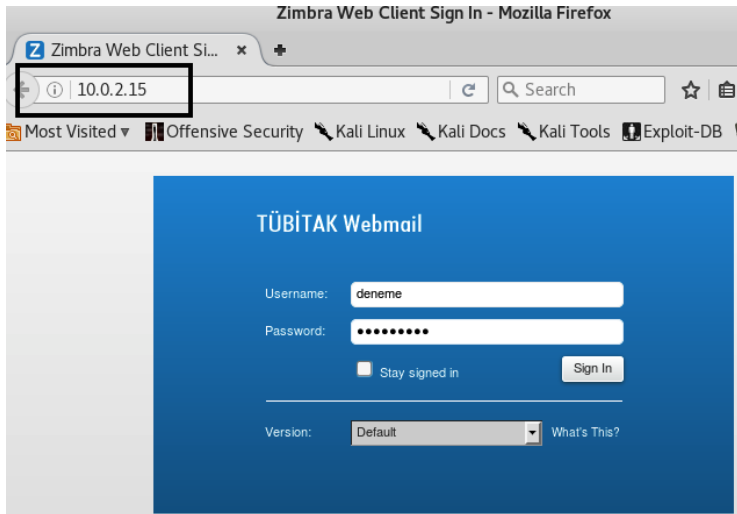 Zimbra Web Client Sign In - Mozilla Firefox
Z Zimbra Web Client Si... ×
10.0.2.15 Search
Most Visited Offensive Security Kali Linux Kali Docs Kali Tools Exploit-DB
TÜBİTAK Webmail
Username: deneme
Password: •••••••••
Stay signed in Sign In
Version: Default What's This?